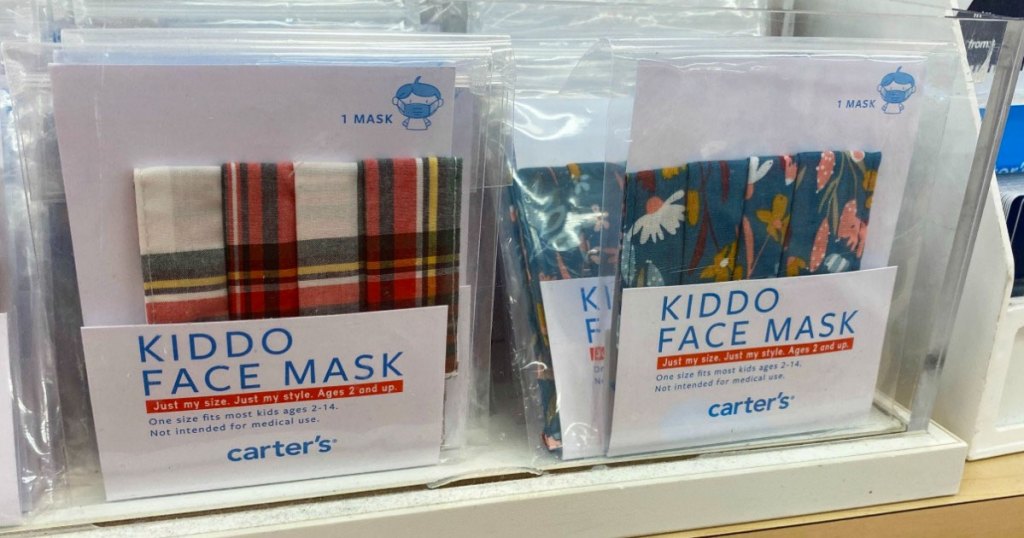 1 MASK
KIDDO
FACE MASK
Just my size. Just my style. Ages 2 and up.
One size fits most kids ages 2-14.
Not intended for medical use.
carter's®
1 MASK
KIDDO
FACE MASK
Just my size. Just my style. Ages 2 and up.
One size fits most kids ages 2-14.
Not intended for medical use.
carter's®
KI
from: